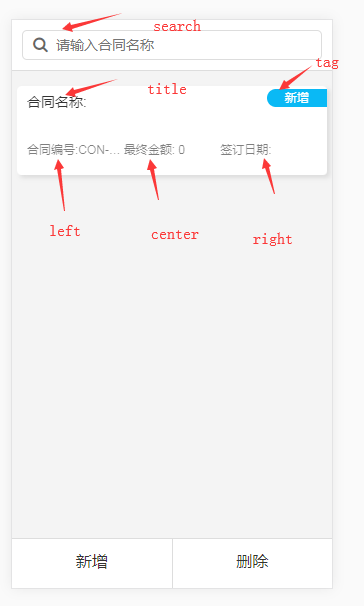 search
请输入合同名称
tag
title
新增
合同名称:
合同编号:CON-... 最终金额: 0 签订日期:
left
center
right
新增 删除